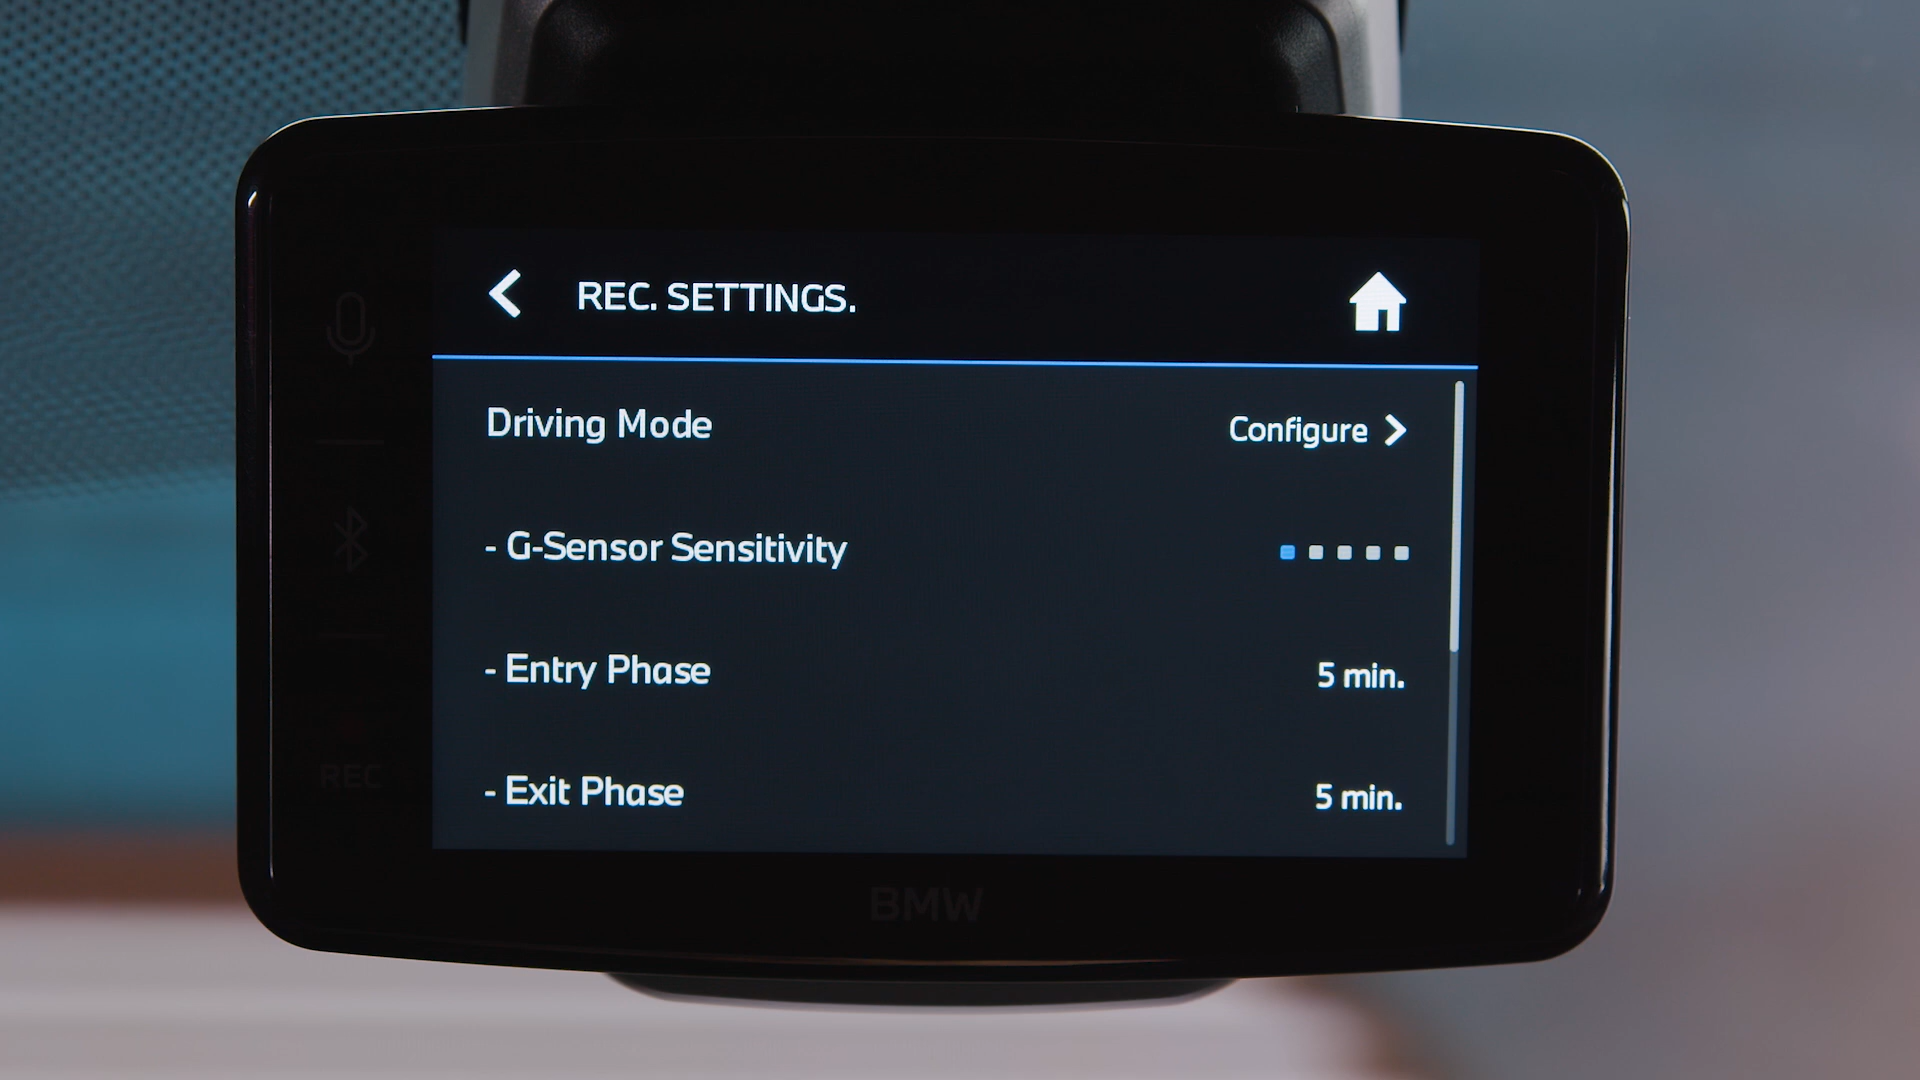 REC. SETTINGS.
Driving Mode Configure
- G-Sensor Sensitivity
- Entry Phase 5 min.
- Exit Phase 5 min.
REC
BMW